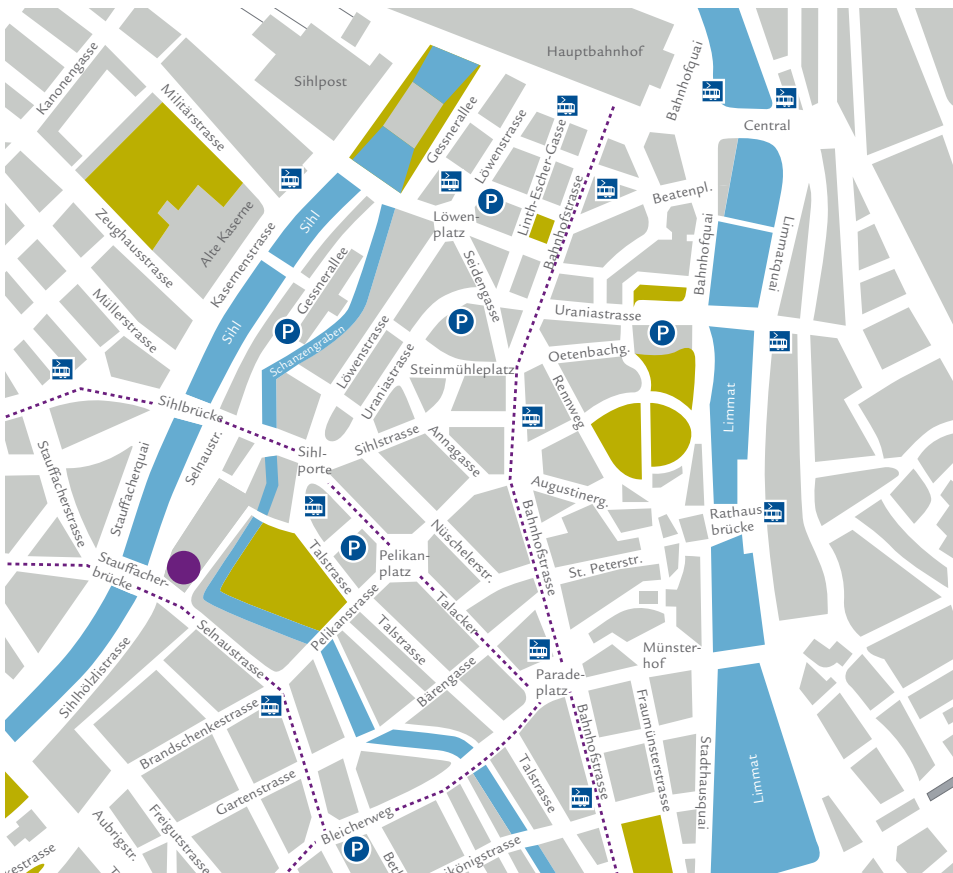 Hauptbahnhof
Bahnhofquai
Kanonengasse
Sihlpost
Militärstrasse
Gessnerallee
Löwenstrasse
Linth-Escher-Gasse
Central
P
Beatenpl.
Alte Kaserne
Zeughausstrasse
Kasernenstrasse
Sihl
Löwen-
platz
Bahnhofstrasse
Bahnhofquai
Limmatquai
Seidengasse
Gessnerallee
Müllerstrasse
Sihl
P
P
Uraniastrasse
P
Schanzengraben
Löwenstrasse
Uraniastrasse
Steinmühleplatz
Oetenbachg.
Rennweg
Limmat
Sihlbrücke
Selnaustr.
Sihl-
porte
Sihlstrasse
Annagasse
Stauffacherstrasse
Stauffacherquai
Augustinerg.
Bahnhofstrasse
Rathaus
brücke
Nüschelerstr.
P
Talstrasse
Pelikan-
platz
St. Peterstr.
Stauffacher-
brücke
Pelikanstrasse
Talacker
Selnaustrasse
Talstrasse
Münster-
hof
Sihlhölzlistrasse
Bärengasse
Parade-
platz
Brandschenkestrasse
Bahnhofstrasse
Fraumünsterstrasse
Stadthausquai
Limmat
Gartenstrasse
Talstrasse
Bleicherweg
Aubrigstr.
Freigutstrasse
P
Beth
ikönigstrasse
kestrasse
T